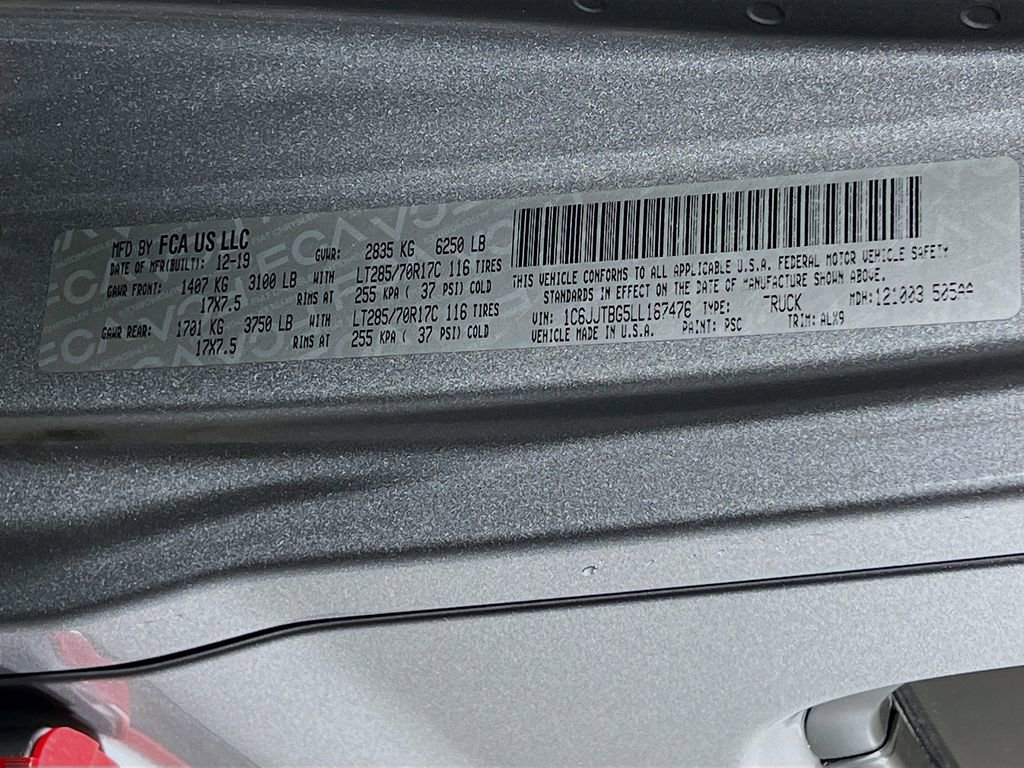 MFD BY FCA US LLC
DATE OF MFR(BUILT): 12-19 GVWR: 2835 KG 6250 LB
GAWR FRONT: 1407 KG 3100 LB WITH LT285/70R17C 116 TIRES
17X7.5 RIMS AT 255 KPA ( 37 PSI) COLD
GAWR REAR: 1701 KG 3750 LB WITH LT285/70R17C 116 TIRES
17X7.5 RIMS AT 255 KPA ( 37 PSI) COLD
THIS VEHICLE CONFORMS TO ALL APPLICABLE U.S.A. FEDERAL MOTOR VEHICLE SAFETY
STANDARDS IN EFFECT ON THE DATE OF MANUFACTURE SHOWN ABOVE.
VIN: 1C6JJTBG5LL167476 TYPE: TRUCK MDH:121003
VEHICLE MADE IN U.S.A. PAINT: PSC TRIM: ALX9